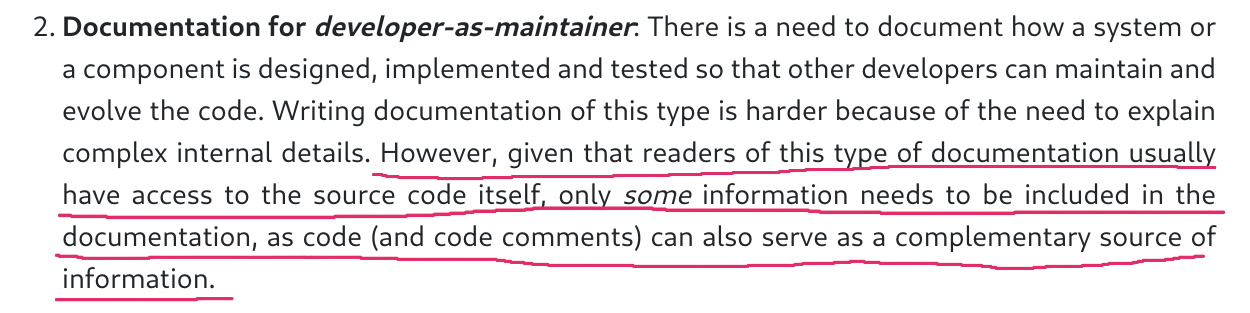 2. Documentation for developer-as-maintainer: There is a need to document how a system or
a component is designed, implemented and tested so that other developers can maintain and
evolve the code. Writing documentation of this type is harder because of the need to explain
complex internal details. However, given that readers of this type of documentation usually
have access to the source code itself, only some information needs to be included in the
documentation, as code (and code comments) can also serve as a complementary source of
information.